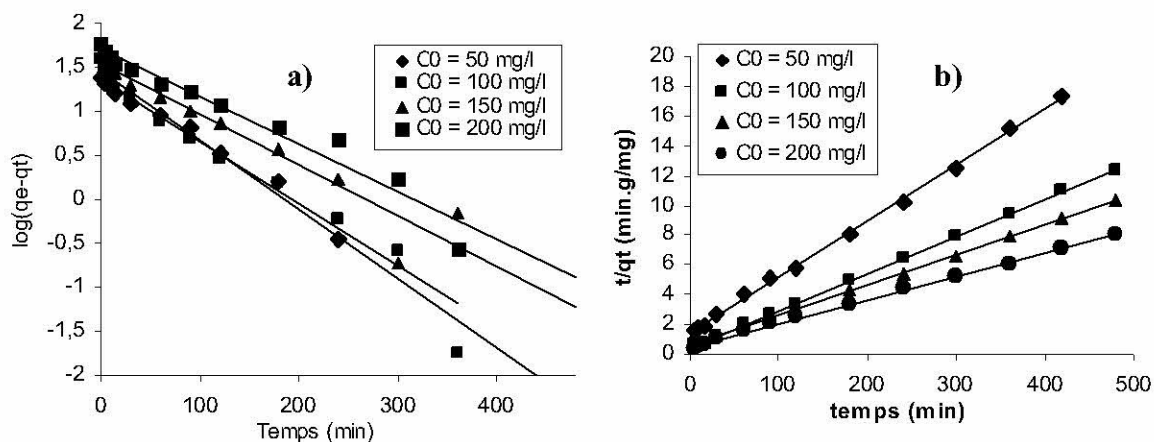 a)
C0 = 50 mg/l
C0 = 100 mg/l
C0 = 150 mg/l
C0 = 200 mg/l
log(qe-qt)
2
1,5
1
0,5
0
-0,5
-1
-1,5
-2
0
100
200
300
400
Temps (min)
b)
C0 = 50 mg/l
C0 = 100 mg/l
C0 = 150 mg/l
C0 = 200 mg/l
t/qt (min.g/mg)
20
18
16
14
12
10
8
6
4
2
0
0
100
200
300
400
500
temps (min)